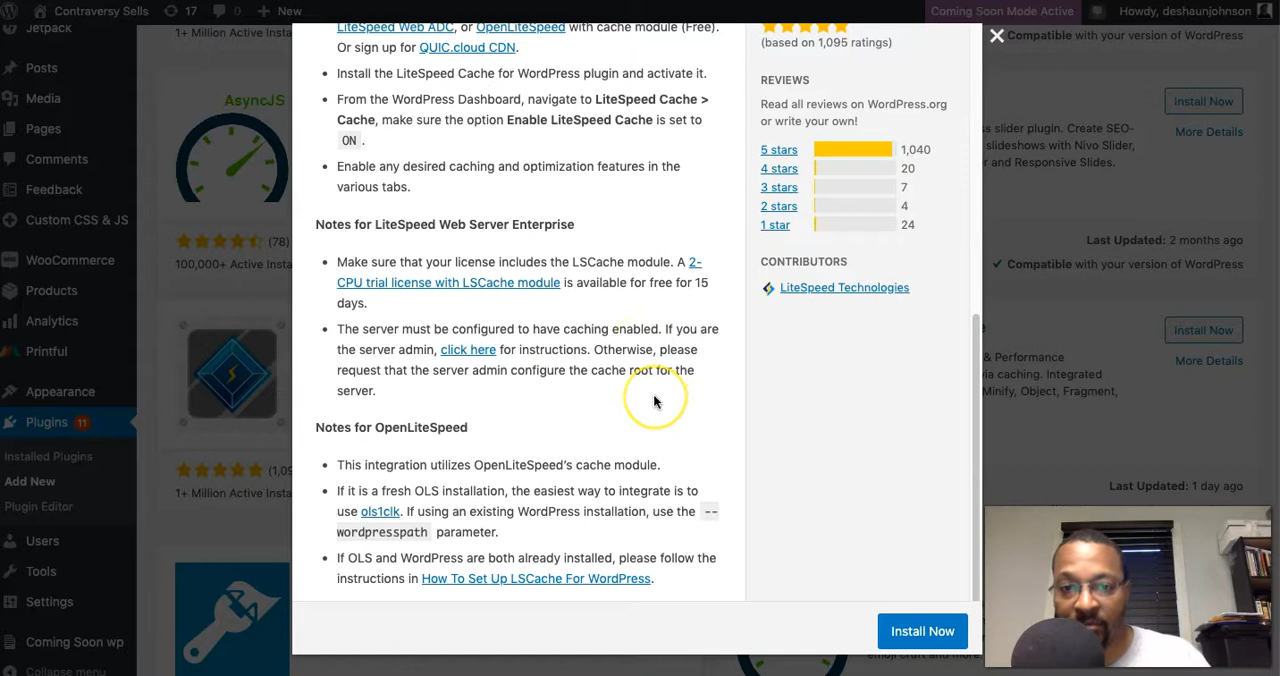 Contraversy Sells
17
0
New
Coming Soon Mode Active
Howdy, deshaunjohnson
Jetpack
Posts
Media
Pages
Comments
Feedback
Custom CSS & JS
WooCommerce
Products
Analytics
Printful
Appearance
Plugins 11
Installed Plugins
Add New
Plugin Editor
Users
Tools
Settings
Coming Soon wp
Collapse menu
1+ Million Active Insta
AsyncJS
(78)
100,000+ Active Insta
(1,09
1+ Million Active Insta
LiteSpeed Web ADC, or OpenLiteSpeed with cache module (Free).
Or sign up for QUIC.cloud CDN.
• Install the LiteSpeed Cache for WordPress plugin and activate it.
• From the WordPress Dashboard, navigate to LiteSpeed Cache >
Cache, make sure the option Enable LiteSpeed Cache is set to
ON .
• Enable any desired caching and optimization features in the
various tabs.
Notes for LiteSpeed Web Server Enterprise
• Make sure that your license includes the LSCache module. A 2-
CPU trial license with LSCache module is available for free for 15
days.
• The server must be configured to have caching enabled. If you are
the server admin, click here for instructions. Otherwise, please
request that the server admin configure the cache root for the
server.
Notes for OpenLiteSpeed
• This integration utilizes OpenLiteSpeed's cache module.
• If it is a fresh OLS installation, the easiest way to integrate is to
use ols1clk. If using an existing WordPress installation, use the --
wordpresspath parameter.
• If OLS and WordPress are both already installed, please follow the
instructions in How To Set Up LSCache For WordPress.
(based on 1,095 ratings)
REVIEWS
Read all reviews on WordPress.org
or write your own!
5 stars 1,040
4 stars 20
3 stars 7
2 stars 4
1 star 24
CONTRIBUTORS
LiteSpeed Technologies
Install Now
Compatible with your version of WordPress
Install Now
More Details
s slider plugin. Create SEO-
slideshows with Nivo Slider,
r and Responsive Slides.
Last Updated: 2 months ago
Compatible with your version of WordPress
Install Now
More Details
& Performance
via caching. Integrated
Minify, Object, Fragment,
Last Updated: 1 day ago